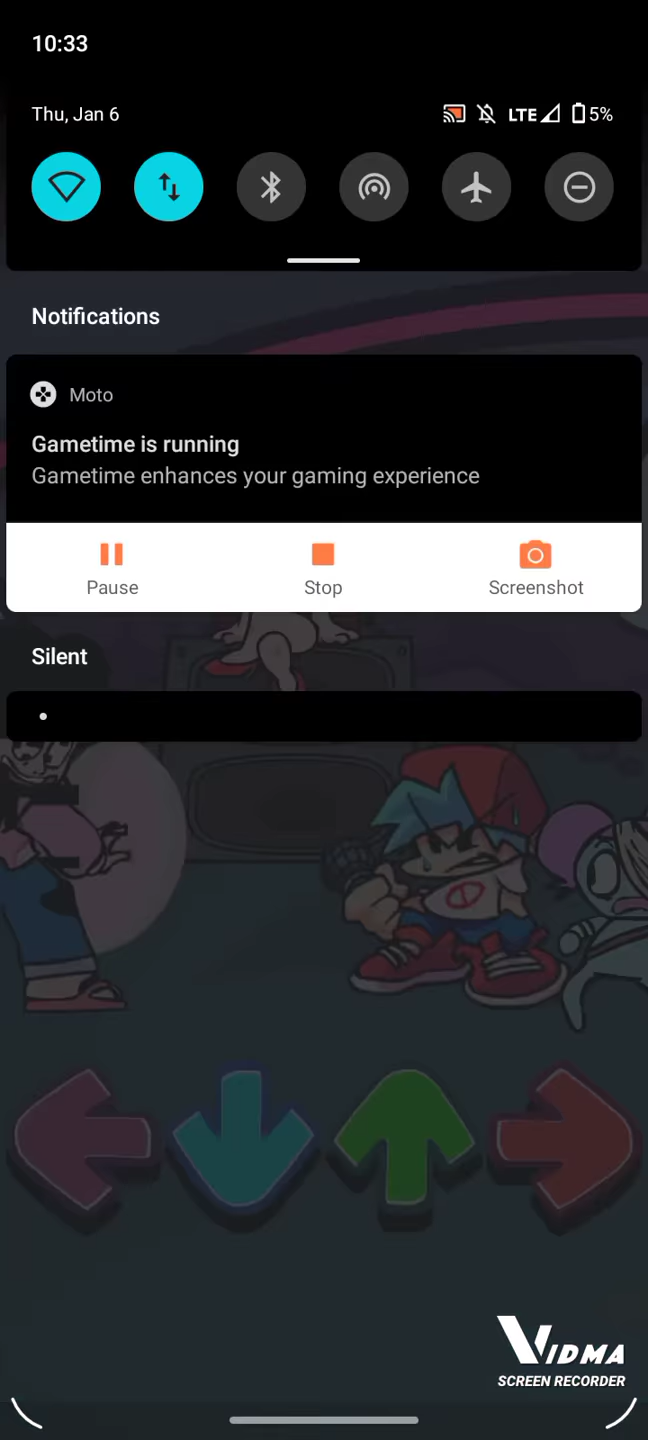 10:33
Thu, Jan 6
LTE 5%
Notifications
Moto
Gametime is running
Gametime enhances your gaming experience
Pause Stop Screenshot
Silent
VIDMA
SCREEN RECORDER